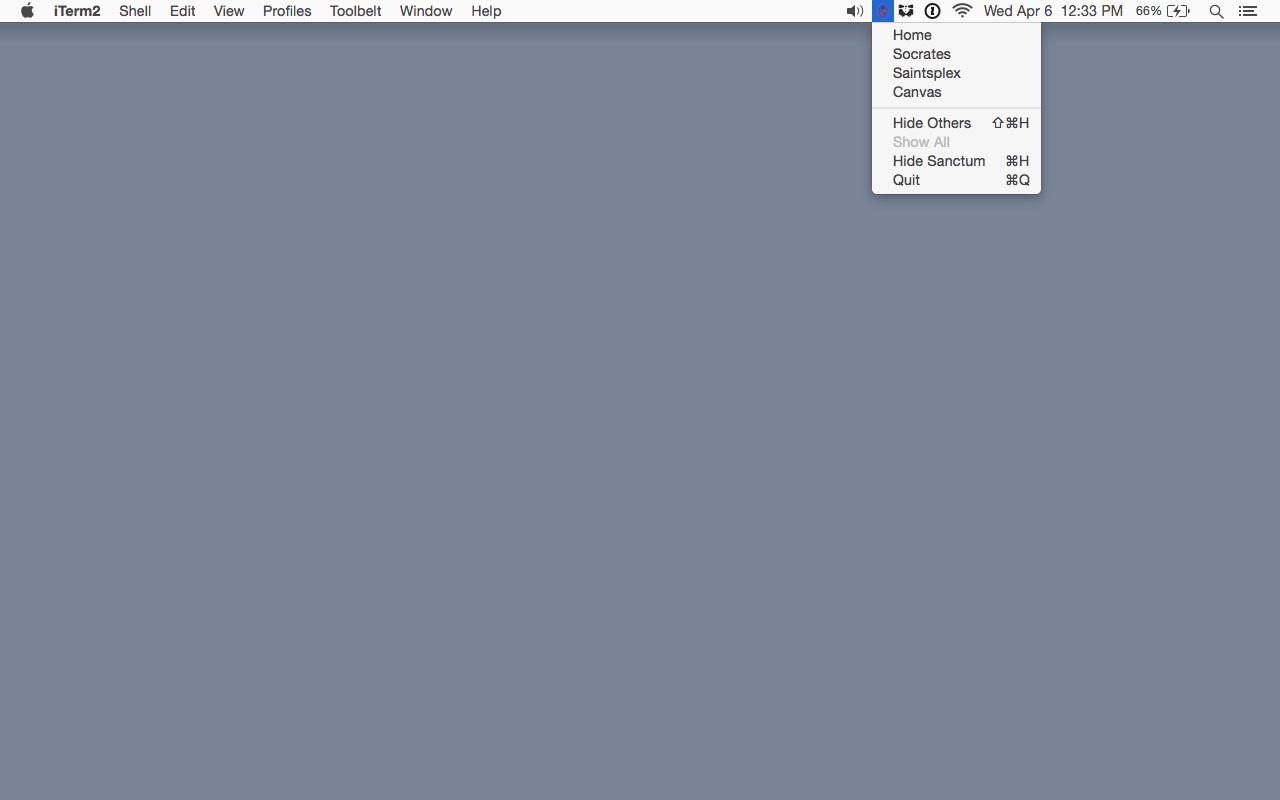 iTerm2 Shell Edit View Profiles Toolbelt Window Help Wed Apr 6 12:33 PM 66%
Home
Socrates
Saintsplex
Canvas
Hide Others ⇧⌘H
Show All
Hide Sanctum ⌘H
Quit ⌘Q